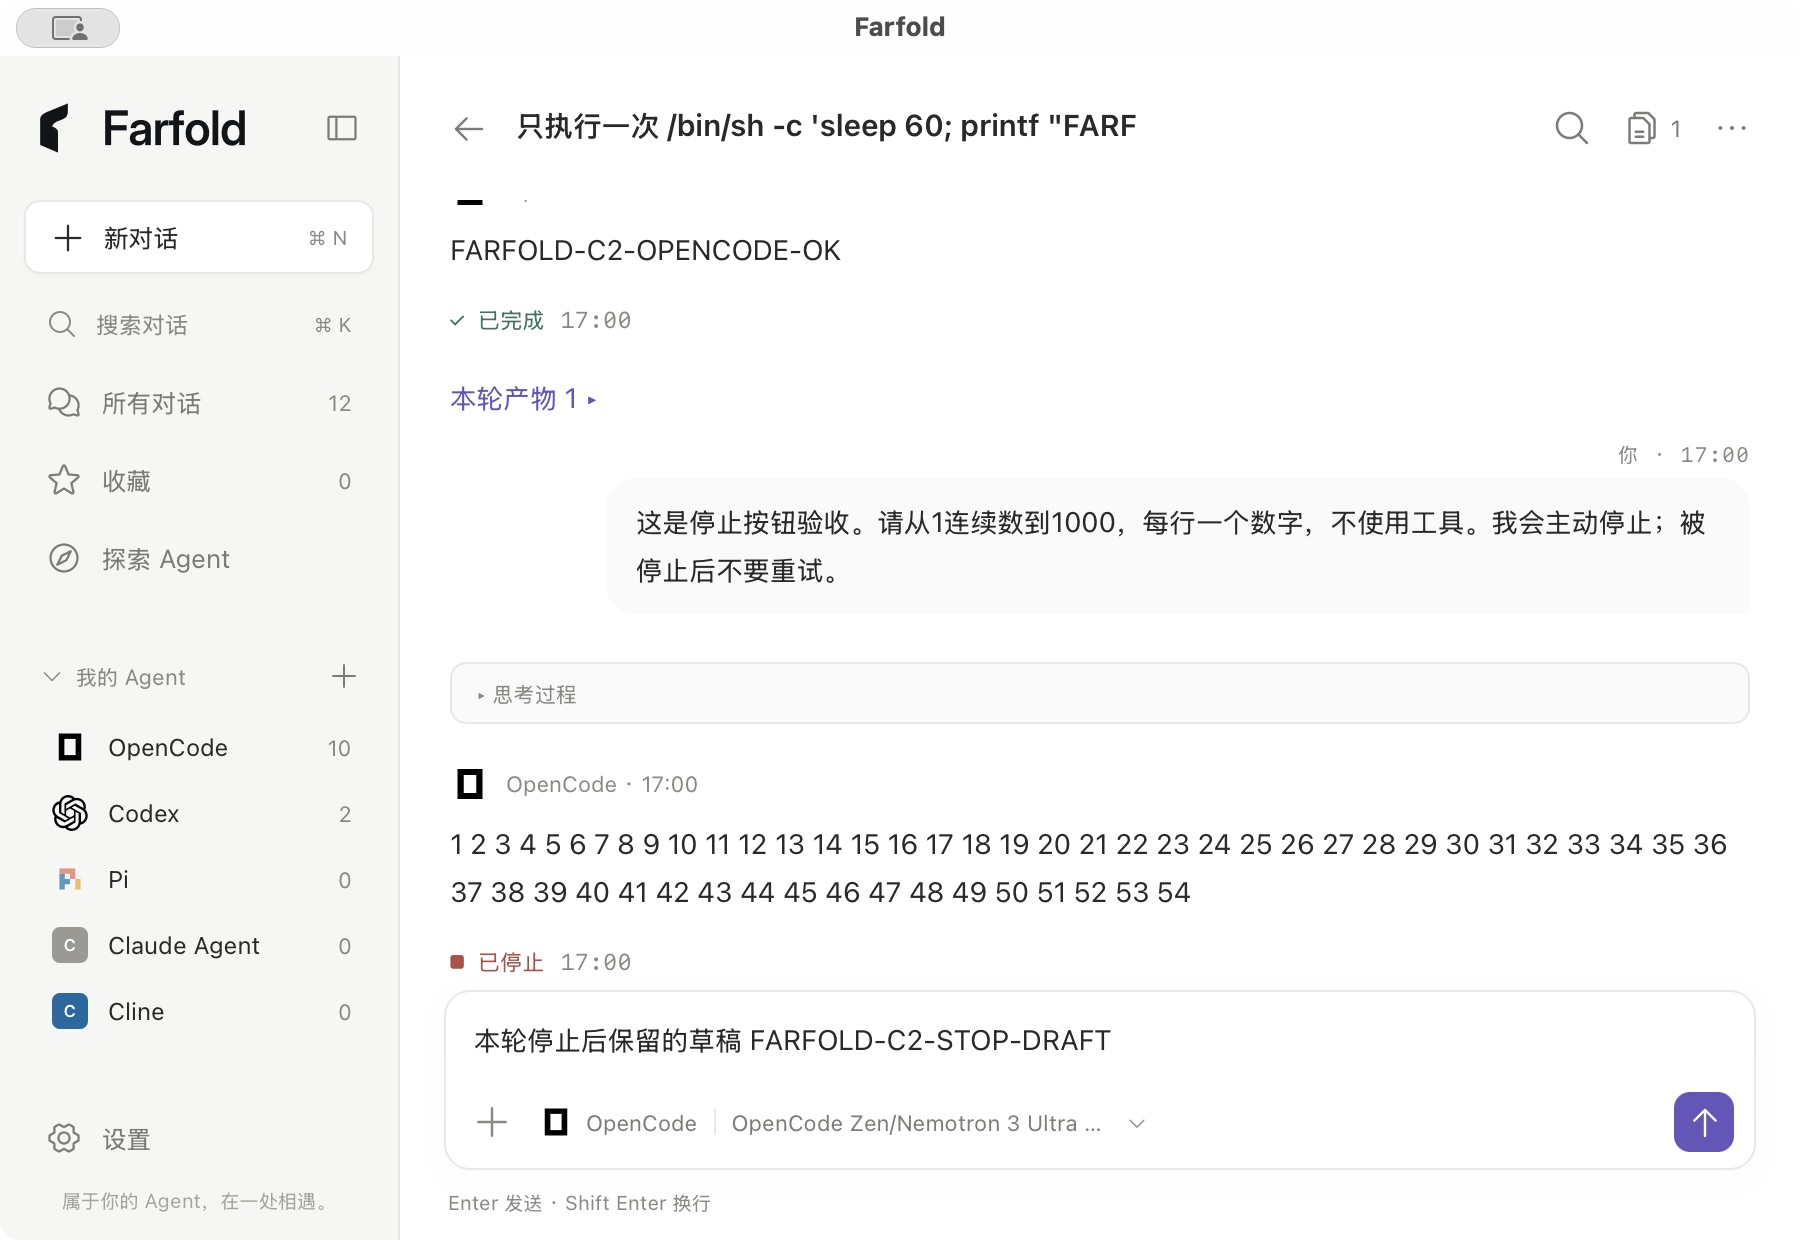 Farfold
Farfold
新对话 ⌘ N
搜索对话 ⌘ K
所有对话 12
收藏 0
探索 Agent
我的 Agent
OpenCode 10
Codex 2
Pi 0
C Claude Agent 0
C Cline 0
设置
属于你的 Agent，在一处相遇。
只执行一次 /bin/sh -c 'sleep 60; printf "FARF
1
FARFOLD-C2-OPENCODE-OK
已完成 17:00
本轮产物 1
你 · 17:00
这是停止按钮验收。请从1连续数到1000，每行一个数字，不使用工具。我会主动停止；被
停止后不要重试。
思考过程
OpenCode · 17:00
1 2 3 4 5 6 7 8 9 10 11 12 13 14 15 16 17 18 19 20 21 22 23 24 25 26 27 28 29 30 31 32 33 34 35 36
37 38 39 40 41 42 43 44 45 46 47 48 49 50 51 52 53 54
已停止 17:00
本轮停止后保留的草稿 FARFOLD-C2-STOP-DRAFT
OpenCode OpenCode Zen/Nemotron 3 Ultra ...
Enter 发送 · Shift Enter 换行